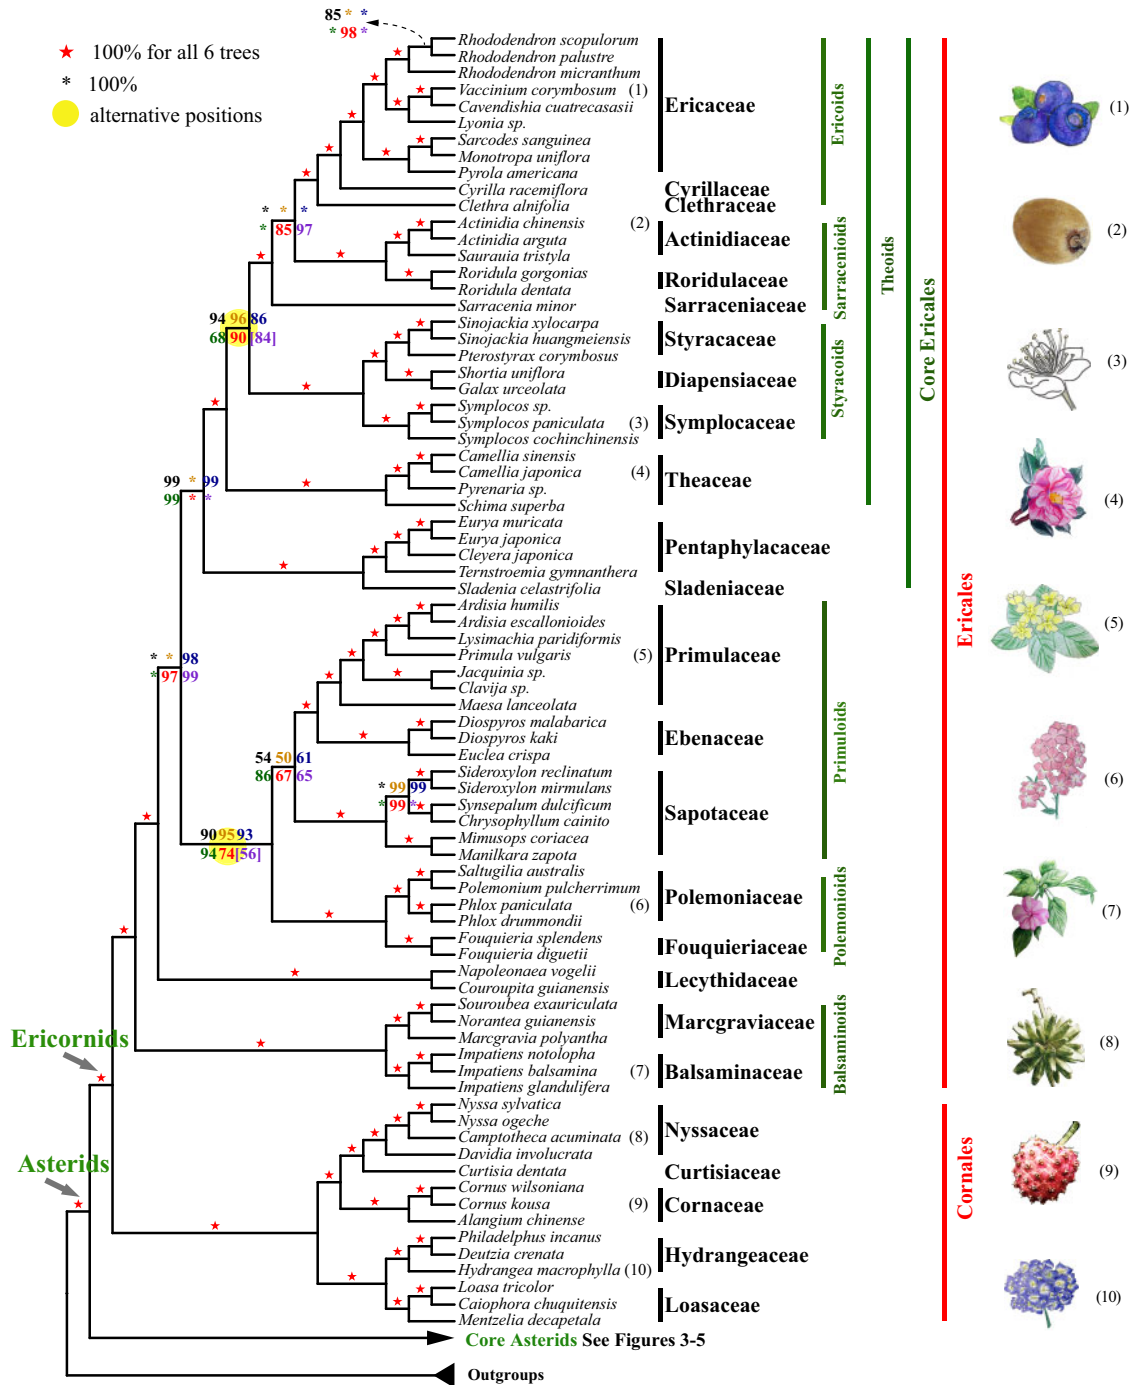 85 * *
* 98 *
★ 100% for all 6 trees
* 100%
alternative positions
Rhododendron scopulorum
Rhododendron palustre
Rhododendron micranthum
Vaccinium corymbosum (1)
Cavendishia cuatrecasasii
Lyonia sp.
Sarcodes sanguinea
Monotropa uniflora
Pyrola americana
Cyrilla racemiflora
Clethra alnifolia
Actinidia chinensis (2)
Actinidia arguta
Saurauia tristyla
Roridula gorgonias
Roridula dentata
Sarracenia minor
Sinojackia xylocarpa
Sinojackia huangmeiensis
Pterostyrax corymbosus
Shortia uniflora
Galax urceolata
Symplocos sp.
Symplocos paniculata (3)
Symplocos cochinchinensis
Camellia sinensis
Camellia japonica (4)
Pyrenaria sp.
Schima superba
Eurya muricata
Eurya japonica
Cleyera japonica
Ternstroemia gymnanthera
Sladenia celastrifolia
Ardisia humilis
Ardisia escallonioides
Lysimachia paridiformis
Primula vulgaris (5)
Jacquinia sp.
Clavija sp.
Maesa lanceolata
Diospyros malabarica
Diospyros kaki
Euclea crispa
Sideroxylon reclinatum
Sideroxylon mirmulans
Synsepalum dulcificum
Chrysophyllum cainito
Mimusops coriacea
Manilkara zapota
Saltugilia australis
Polemonium pulcherrimum
Phlox paniculata (6)
Phlox drummondii
Fouquieria splendens
Fouquieria diguetii
Napoleonaea vogelii
Couroupita guianensis
Souroubea exauriculata
Norantea guianensis
Marcgravia polyantha
Impatiens notolopha
Impatiens balsamina (7)
Impatiens glandulifera
Nyssa sylvatica
Nyssa ogeche
Camptotheca acuminata (8)
Davidia involucrata
Curtisia dentata
Cornus wilsoniana
Cornus kousa (9)
Alangium chinense
Philadelphus incanus
Deutzia crenata
Hydrangea macrophylla (10)
Loasa tricolor
Caiophora chuquitensis
Mentzelia decapetala
Core Asterids See Figures 3-5
Outgroups
* * *
* 85 97
94 96 86
68 90 [84]
99 * 99
99 * *
* * 98
* 97 99
54 50 61
86 67 65
* 99 99
* 99 *
90 95 93
94 74 [56]
Ericornids
Asterids
Ericaceae
Cyrillaceae
Clethraceae
Actinidiaceae
Roridulaceae
Sarraceniaceae
Styracaceae
Diapensiaceae
Symplocaceae
Theaceae
Pentaphylacaceae
Sladeniaceae
Primulaceae
Ebenaceae
Sapotaceae
Polemoniaceae
Fouquieriaceae
Lecythidaceae
Marcgraviaceae
Balsaminaceae
Nyssaceae
Curtisiaceae
Cornaceae
Hydrangeaceae
Loasaceae
Ericoids
Sarracenioids
Styracoids
Primuloids
Polemonioids
Balsaminoids
Theoids
Core Ericales
Ericales
Cornales
(1)
(2)
(3)
(4)
(5)
(6)
(7)
(8)
(9)
(10)